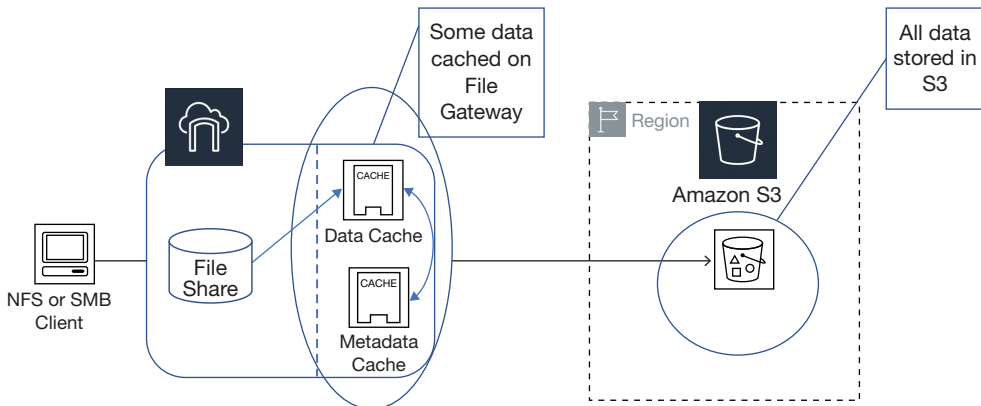 Some data
cached on
File
Gateway
All data
stored in
S3
Region
Amazon S3
CACHE
Data Cache
File
Share
NFS or SMB
Client
CACHE
Metadata
Cache